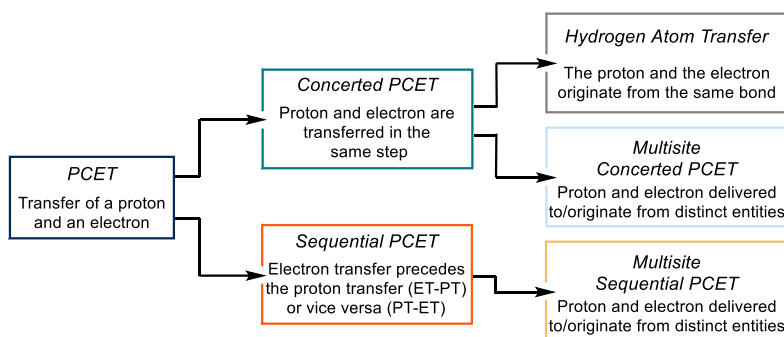 PCET
Transfer of a proton
and an electron
Concerted PCET
Proton and electron are
transferred in the
same step
Sequential PCET
Electron transfer precedes
the proton transfer (ET-PT)
or vice versa (PT-ET)
Hydrogen Atom Transfer
The proton and the electron
originate from the same bond
Multisite
Concerted PCET
Proton and electron delivered
to/originate from distinct entities
Multisite
Sequential PCET
Proton and electron delivered
to/originate from distinct entities